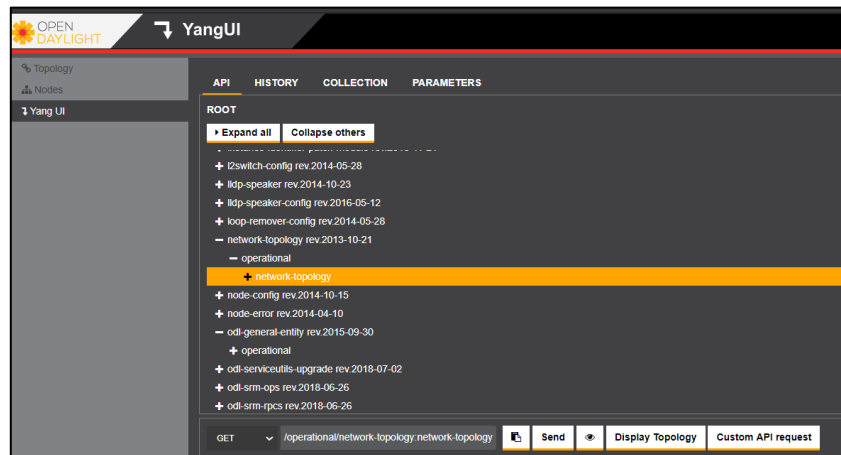 OPEN
DAYLIGHT
YangUI
Topology
Nodes
Yang UI
API HISTORY COLLECTION PARAMETERS
ROOT
Expand all Collapse others
l2switch-config rev.2014-05-28
lldp-speaker rev.2014-10-23
lldp-speaker-config rev.2016-05-12
loop-remover-config rev.2014-05-28
network-topology rev.2013-10-21
operational
network-topology
node-config rev.2014-10-15
node-error rev.2014-04-10
odl-general-entity rev.2015-09-30
operational
odl-serviceutils-upgrade rev.2018-07-02
odl-srm-ops rev.2018-06-26
odl-srm-rpcs rev.2018-06-26
GET /operational/network-topology:network-topology Send Display Topology Custom API request